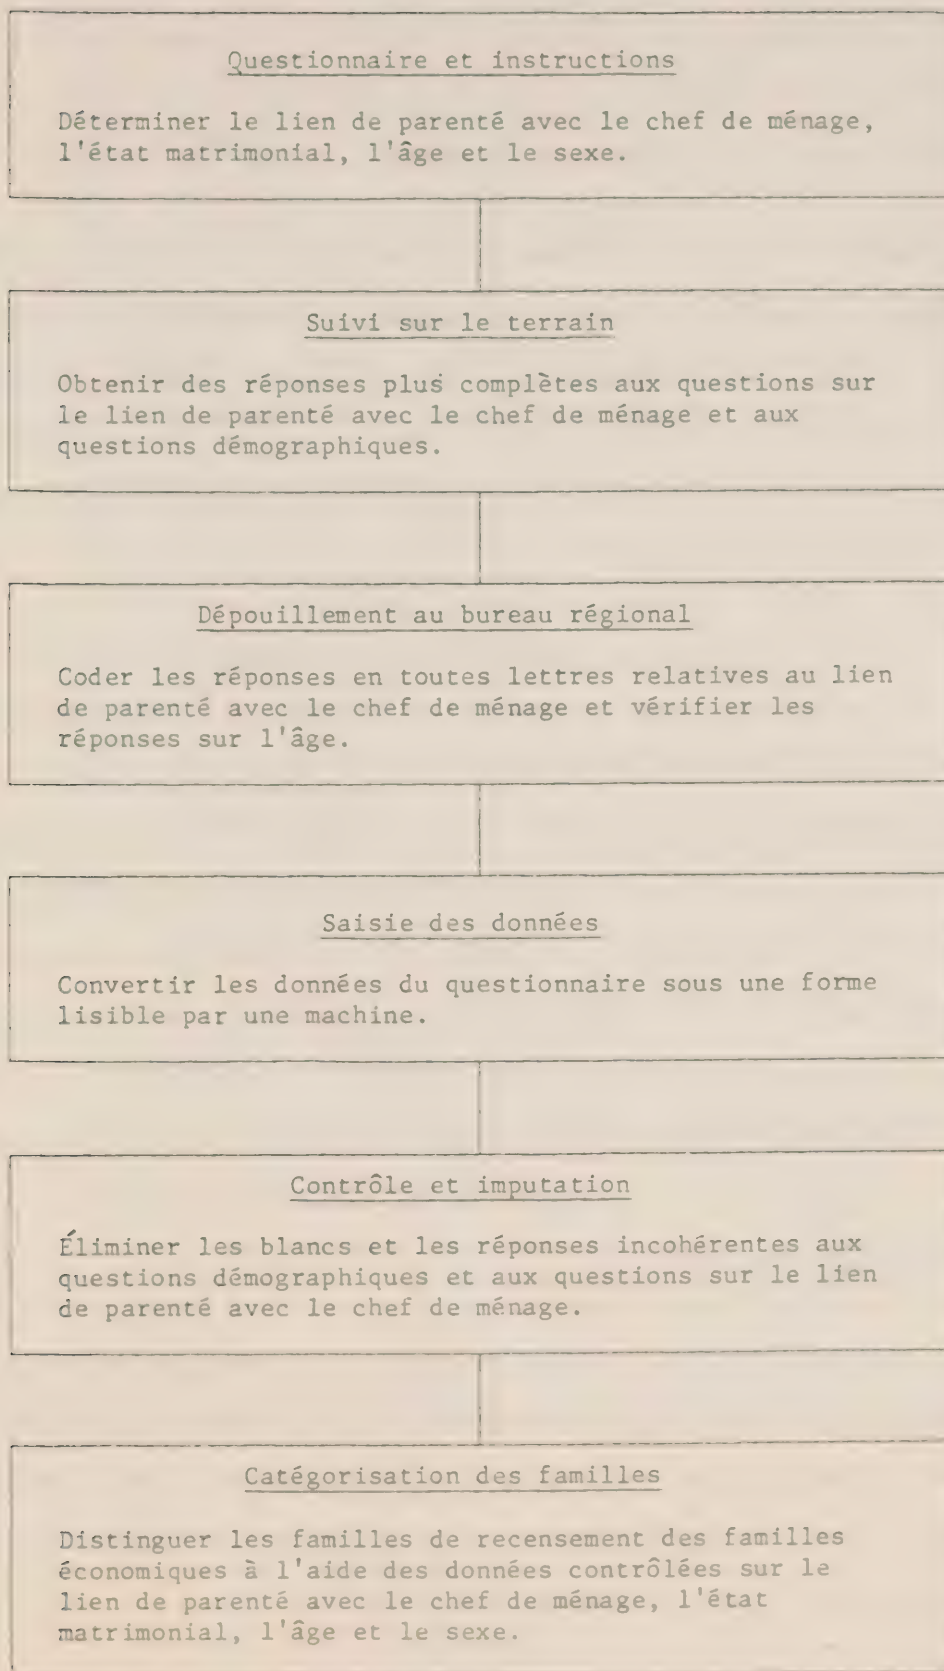 Questionnaire et instructions
Déterminer le lien de parenté avec le chef de ménage,
l'état matrimonial, l'âge et le sexe.
Suivi sur le terrain
Obtenir des réponses plus complètes aux questions sur
le lien de parenté avec le chef de ménage et aux
questions démographiques.
Dépouillement au bureau régional
Coder les réponses en toutes lettres relatives au lien
de parenté avec le chef de ménage et vérifier les
réponses sur l'âge.
Saisie des données
Convertir les données du questionnaire sous une forme
lisible par une machine.
Contrôle et imputation
Éliminer les blancs et les réponses incohérentes aux
questions démographiques et aux questions sur le lien
de parenté avec le chef de ménage.
Catégorisation des familles
Distinguer les familles de recensement des familles
économiques à l'aide des données contrôlées sur le
lien de parenté avec le chef de ménage, l'état
matrimonial, l'âge et le sexe.